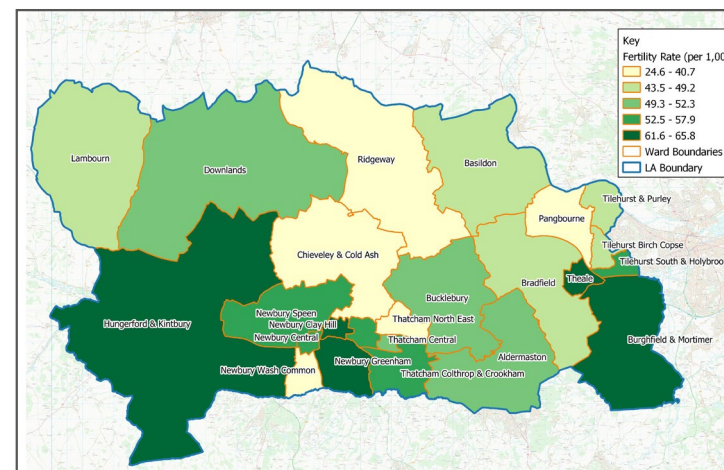 Key
Fertility Rate (per 1,00
24.6 - 40.7
43.5 - 49.2
49.3 - 52.3
52.5 - 57.9
61.6 - 65.8
Ward Boundaries
LA Boundary
Lambourn
Downlands
Ridgeway
Basildon
Tilehurst & Purley
Pangbourne
Tilehurst Birch Copse
Chieveley & Cold Ash
Tilehurst South & Holybroo
Theale
Bradfield
Bucklebury
Hungerford & Kintbury
Newbury Speen
Thatcham North East
Newbury Clay Hill
Newbury Central
Thatcham Central
Burghfield & Mortimer
Aldermaston
Newbury Greenham
Newbury Wash Common
Thatcham Colthrop & Crookham